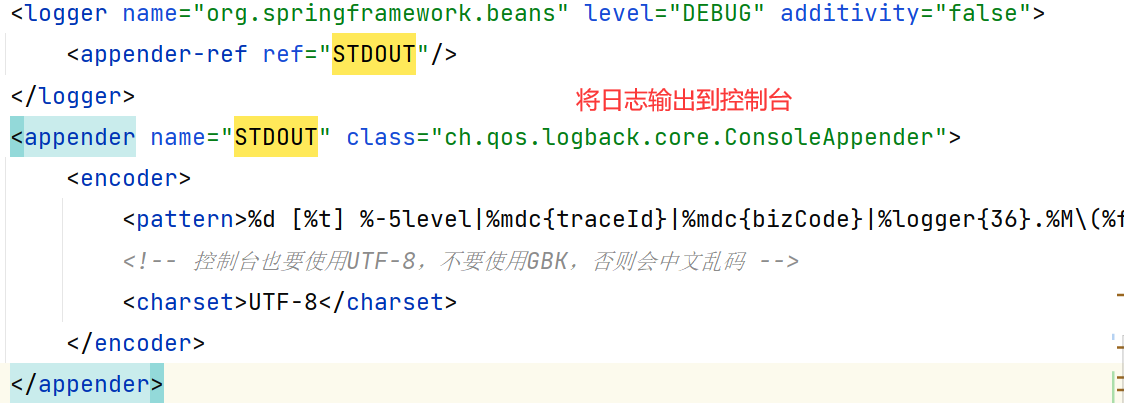 <logger name="org.springframework.beans" level="DEBUG" additivity="false">
<appender-ref ref="STDOUT"/>
</logger>
将日志输出到控制台
<appender name="STDOUT" class="ch.qos.logback.core.ConsoleAppender">
<encoder>
<pattern>%d [%t] %-5level|%mdc{traceId}|%mdc{bizCode}|%logger{36}.%M\(%f
<!-- 控制台也要使用UTF-8，不要使用GBK，否则会中文乱码 -->
<charset>UTF-8</charset>
</encoder>
</appender>